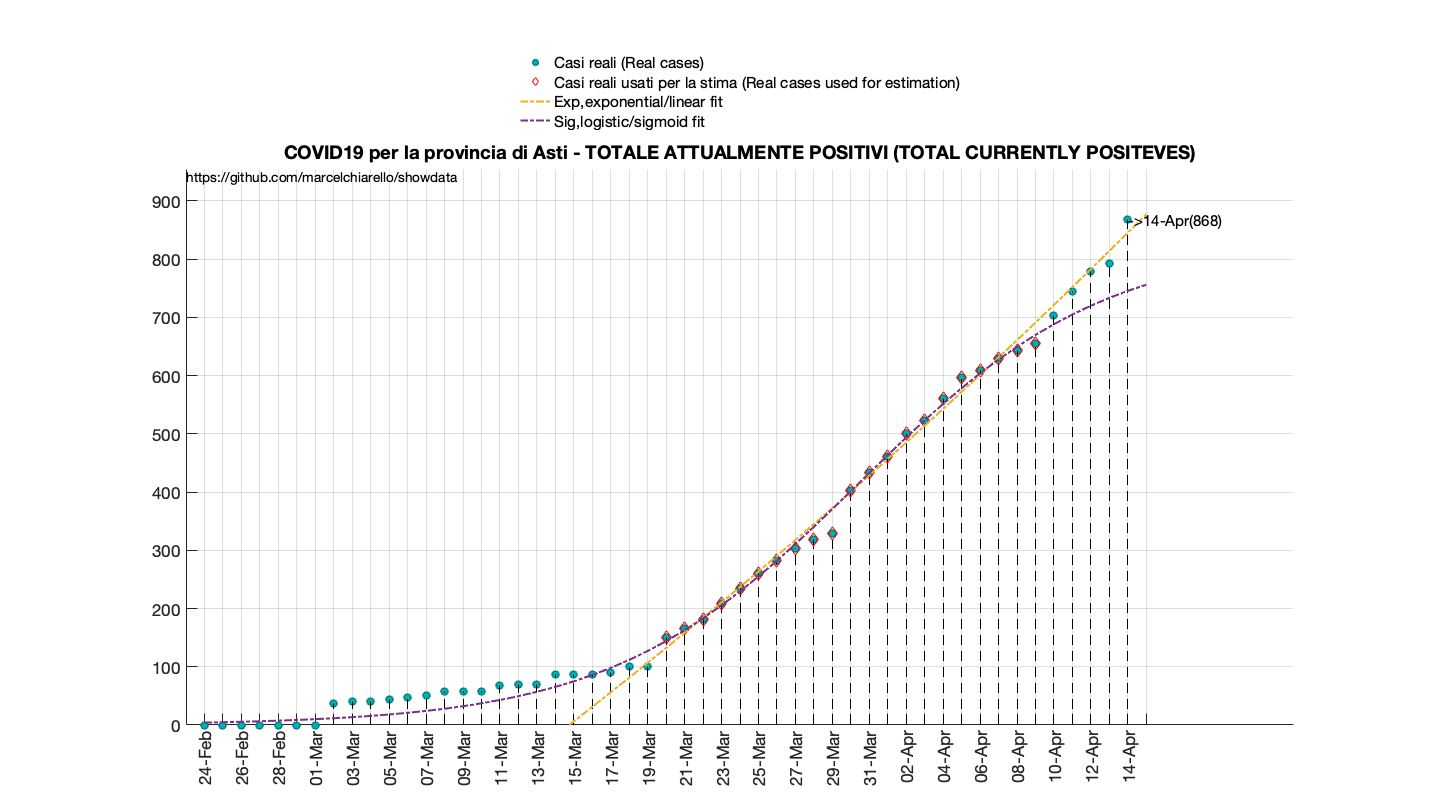 Casi reali (Real cases)
Casi reali usati per la stima (Real cases used for estimation)
Exp,exponential/linear fit
Sig,logistic/sigmoid fit
COVID19 per la provincia di Asti - TOTALE ATTUALMENTE POSITIVI (TOTAL CURRENTLY POSITEVES)
https://github.com/marcelchiarello/showdata
900
800
700
600
500
400
300
200
100
0
->14-Apr(868)
24-Feb
26-Feb
28-Feb
01-Mar
03-Mar
05-Mar
07-Mar
09-Mar
11-Mar
13-Mar
15-Mar
17-Mar
19-Mar
21-Mar
23-Mar
25-Mar
27-Mar
29-Mar
31-Mar
02-Apr
04-Apr
06-Apr
08-Apr
10-Apr
12-Apr
14-Apr